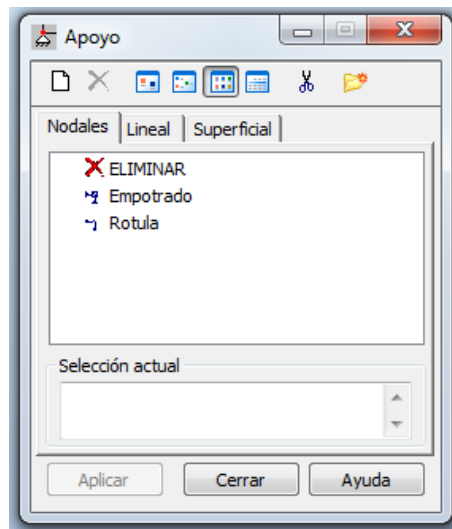 Apoyo
Nodales Lineal Superficial
ELIMINAR
Empotrado
Rotula
Selección actual
Aplicar Cerrar Ayuda